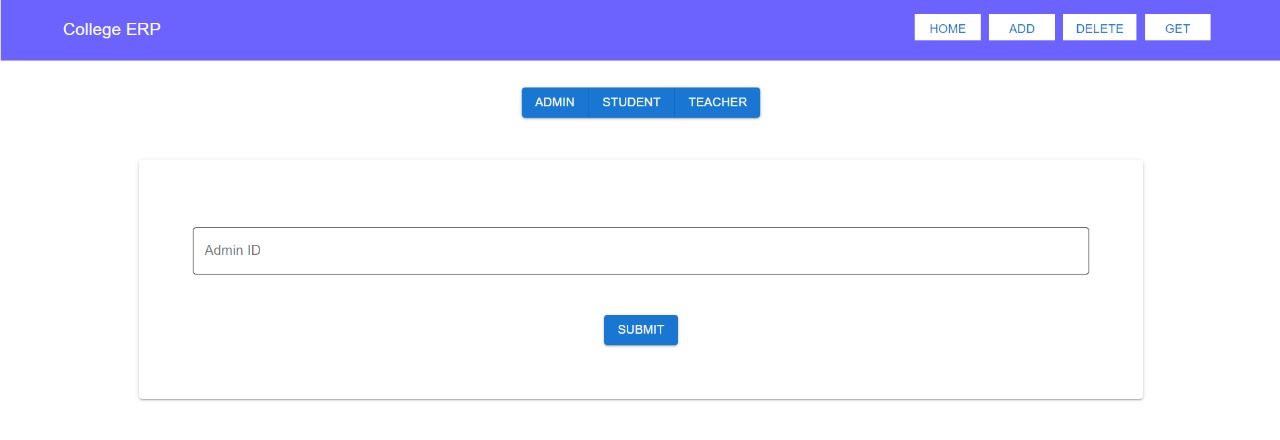 College ERP HOME ADD DELETE GET
ADMIN STUDENT TEACHER
Admin ID
SUBMIT